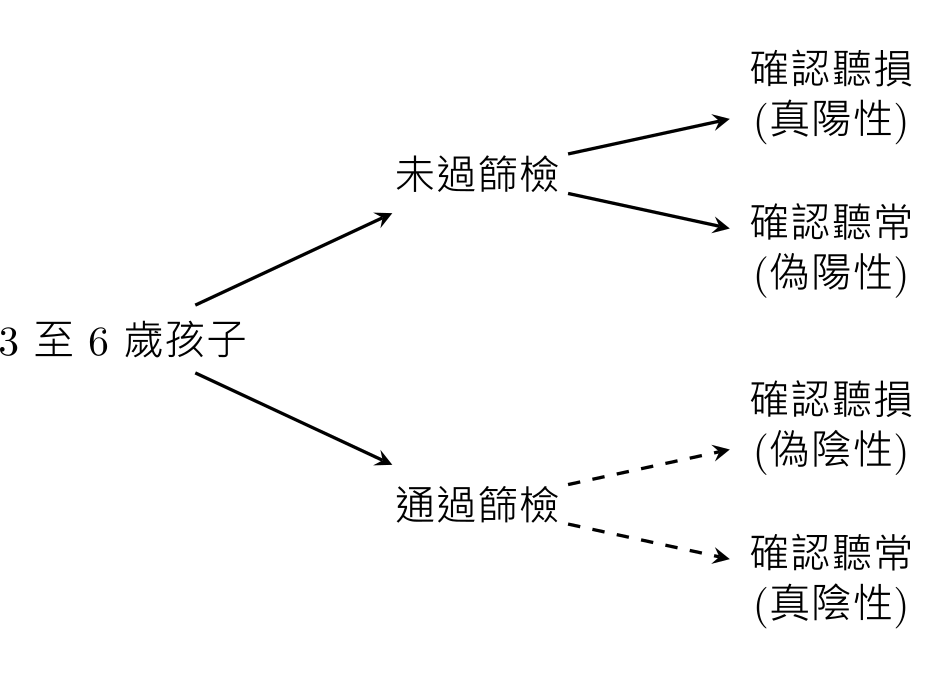 確認聽損
(真陽性)
未過篩檢
確認聽常
(偽陽性)
3 至 6 歲孩子
確認聽損
(偽陰性)
通過篩檢
確認聽常
(真陰性)